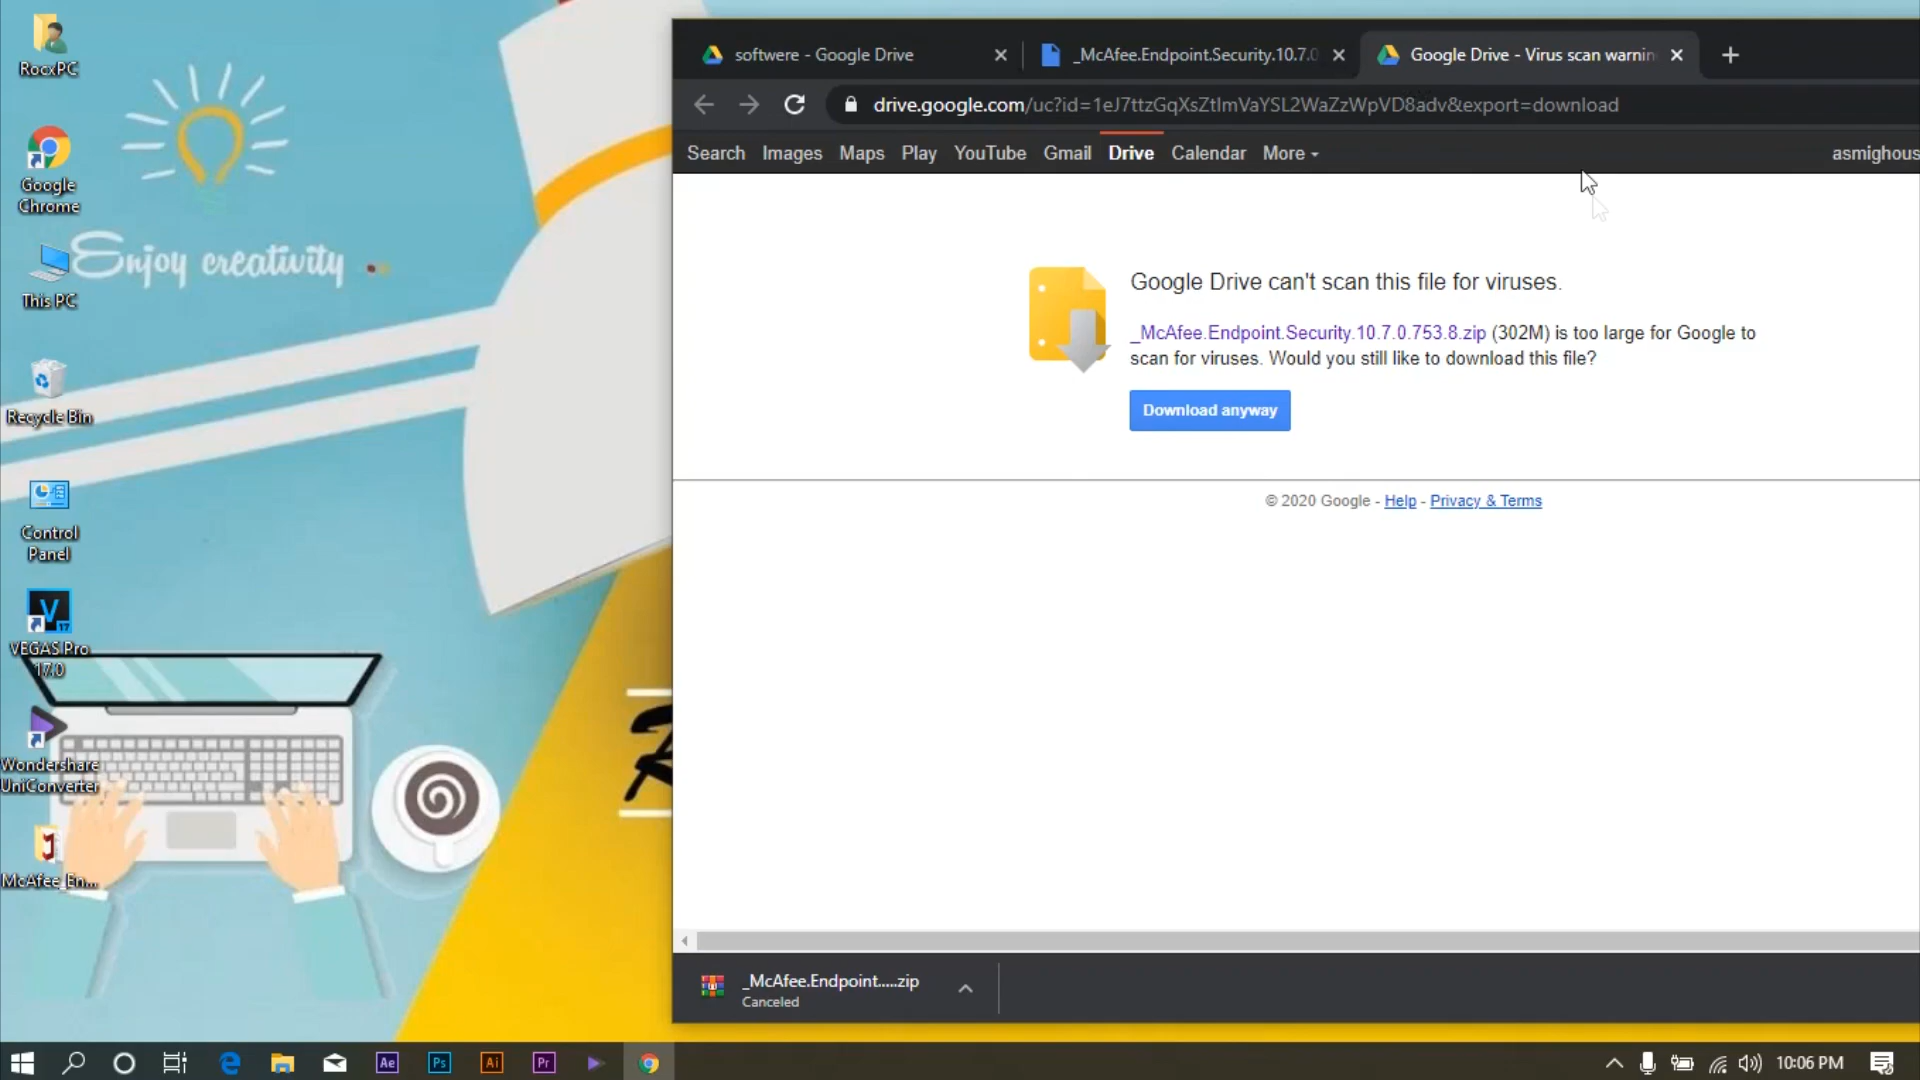 RocxPC
Google
Chrome
This PC
Recycle Bin
Control
Panel
VEGAS Pro
17.0
Wondershare
UniConverter
McAfee_En...
Enjoy creativity
softwere - Google Drive
_McAfee.Endpoint.Security.10.7.0
Google Drive - Virus scan warnin
drive.google.com/uc?id=1eJ7ttzGqXsZtImVaYSL2WaZzWpVD8adv&export=download
Search Images Maps Play YouTube Gmail Drive Calendar More
asmighous
Google Drive can't scan this file for viruses.
_McAfee.Endpoint.Security.10.7.0.753.8.zip (302M) is too large for Google to
scan for viruses. Would you still like to download this file?
Download anyway
© 2020 Google - Help - Privacy & Terms
_McAfee.Endpoint.....zip
Canceled
Ae
Ps
Ai
Pr
10:06 PM